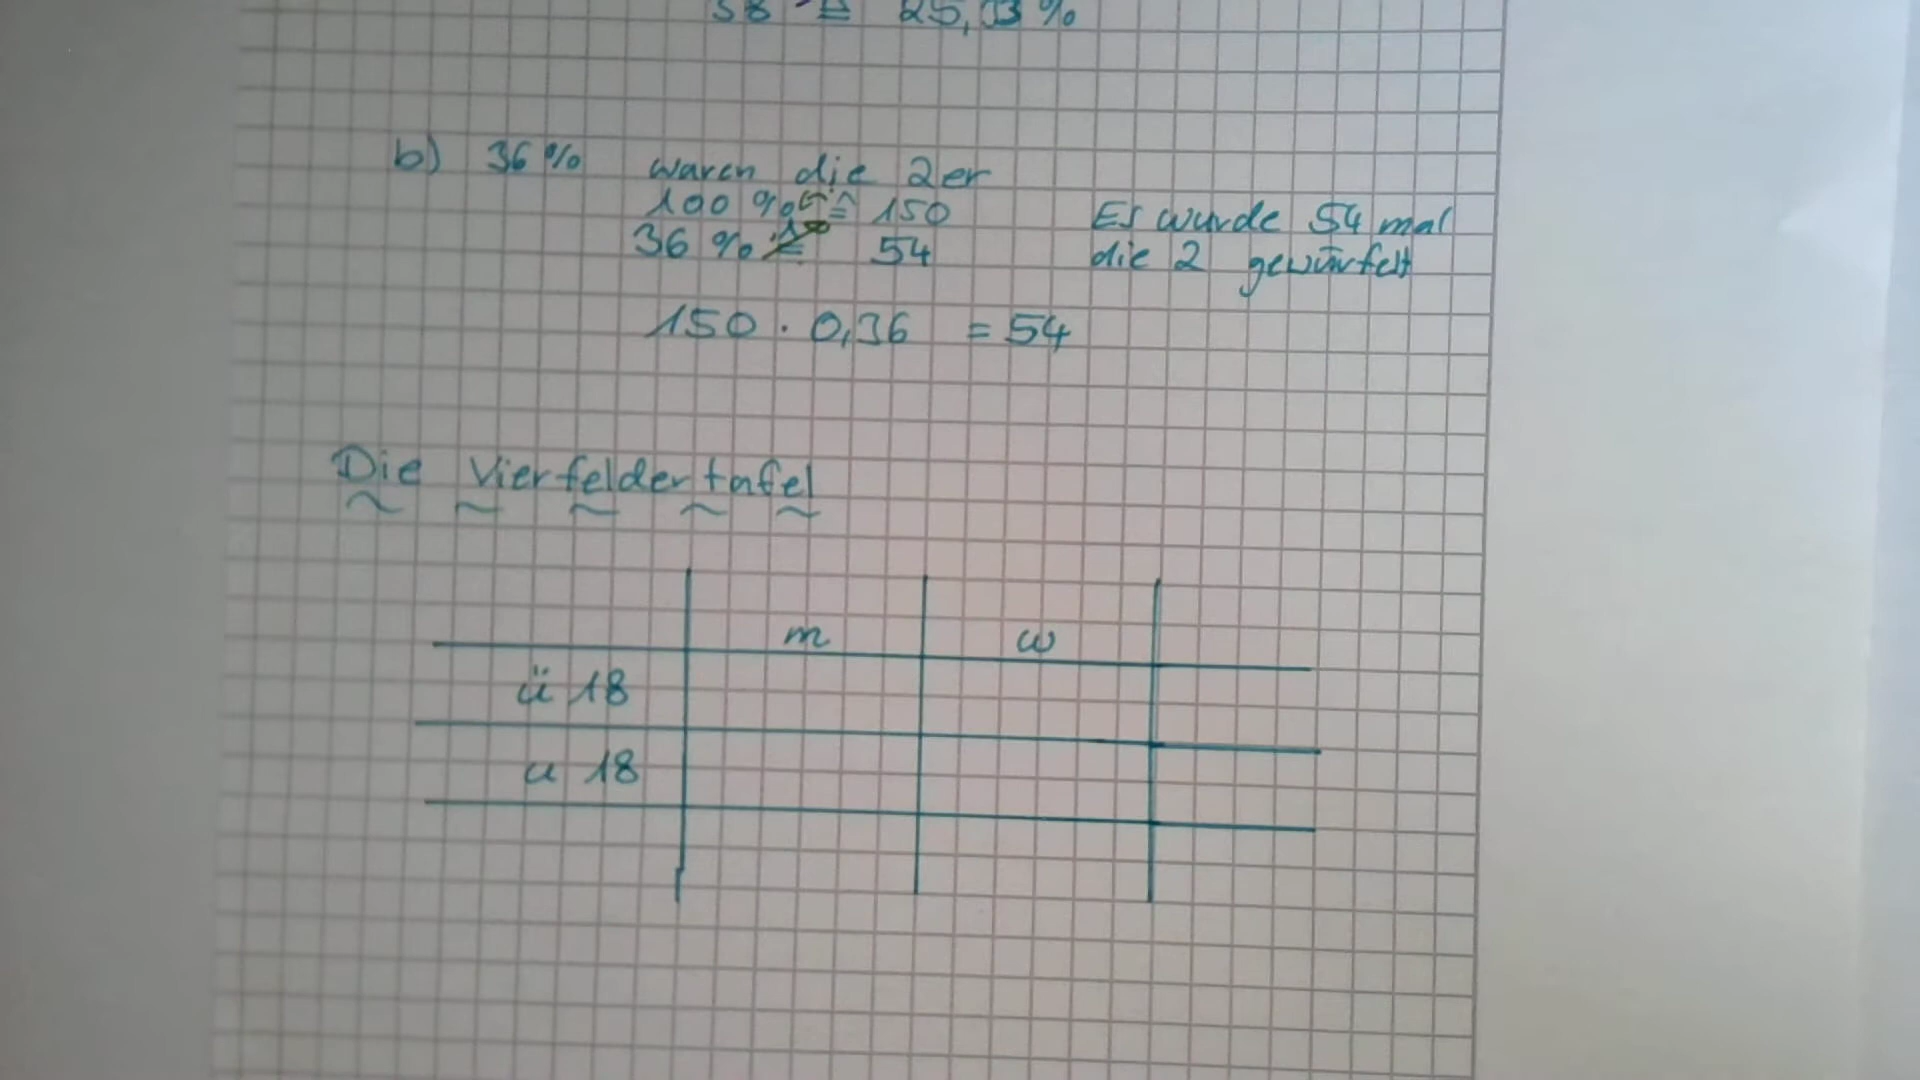 38 ≙ 25,33 %
b) 36 % waren die 2er
100 % ≙ 150
36 % ≙ 54
Es wurde 54 mal
die 2 gewürfelt
150 · 0,36 = 54
Die Vierfeldertafel
m w
ü 18
u 18